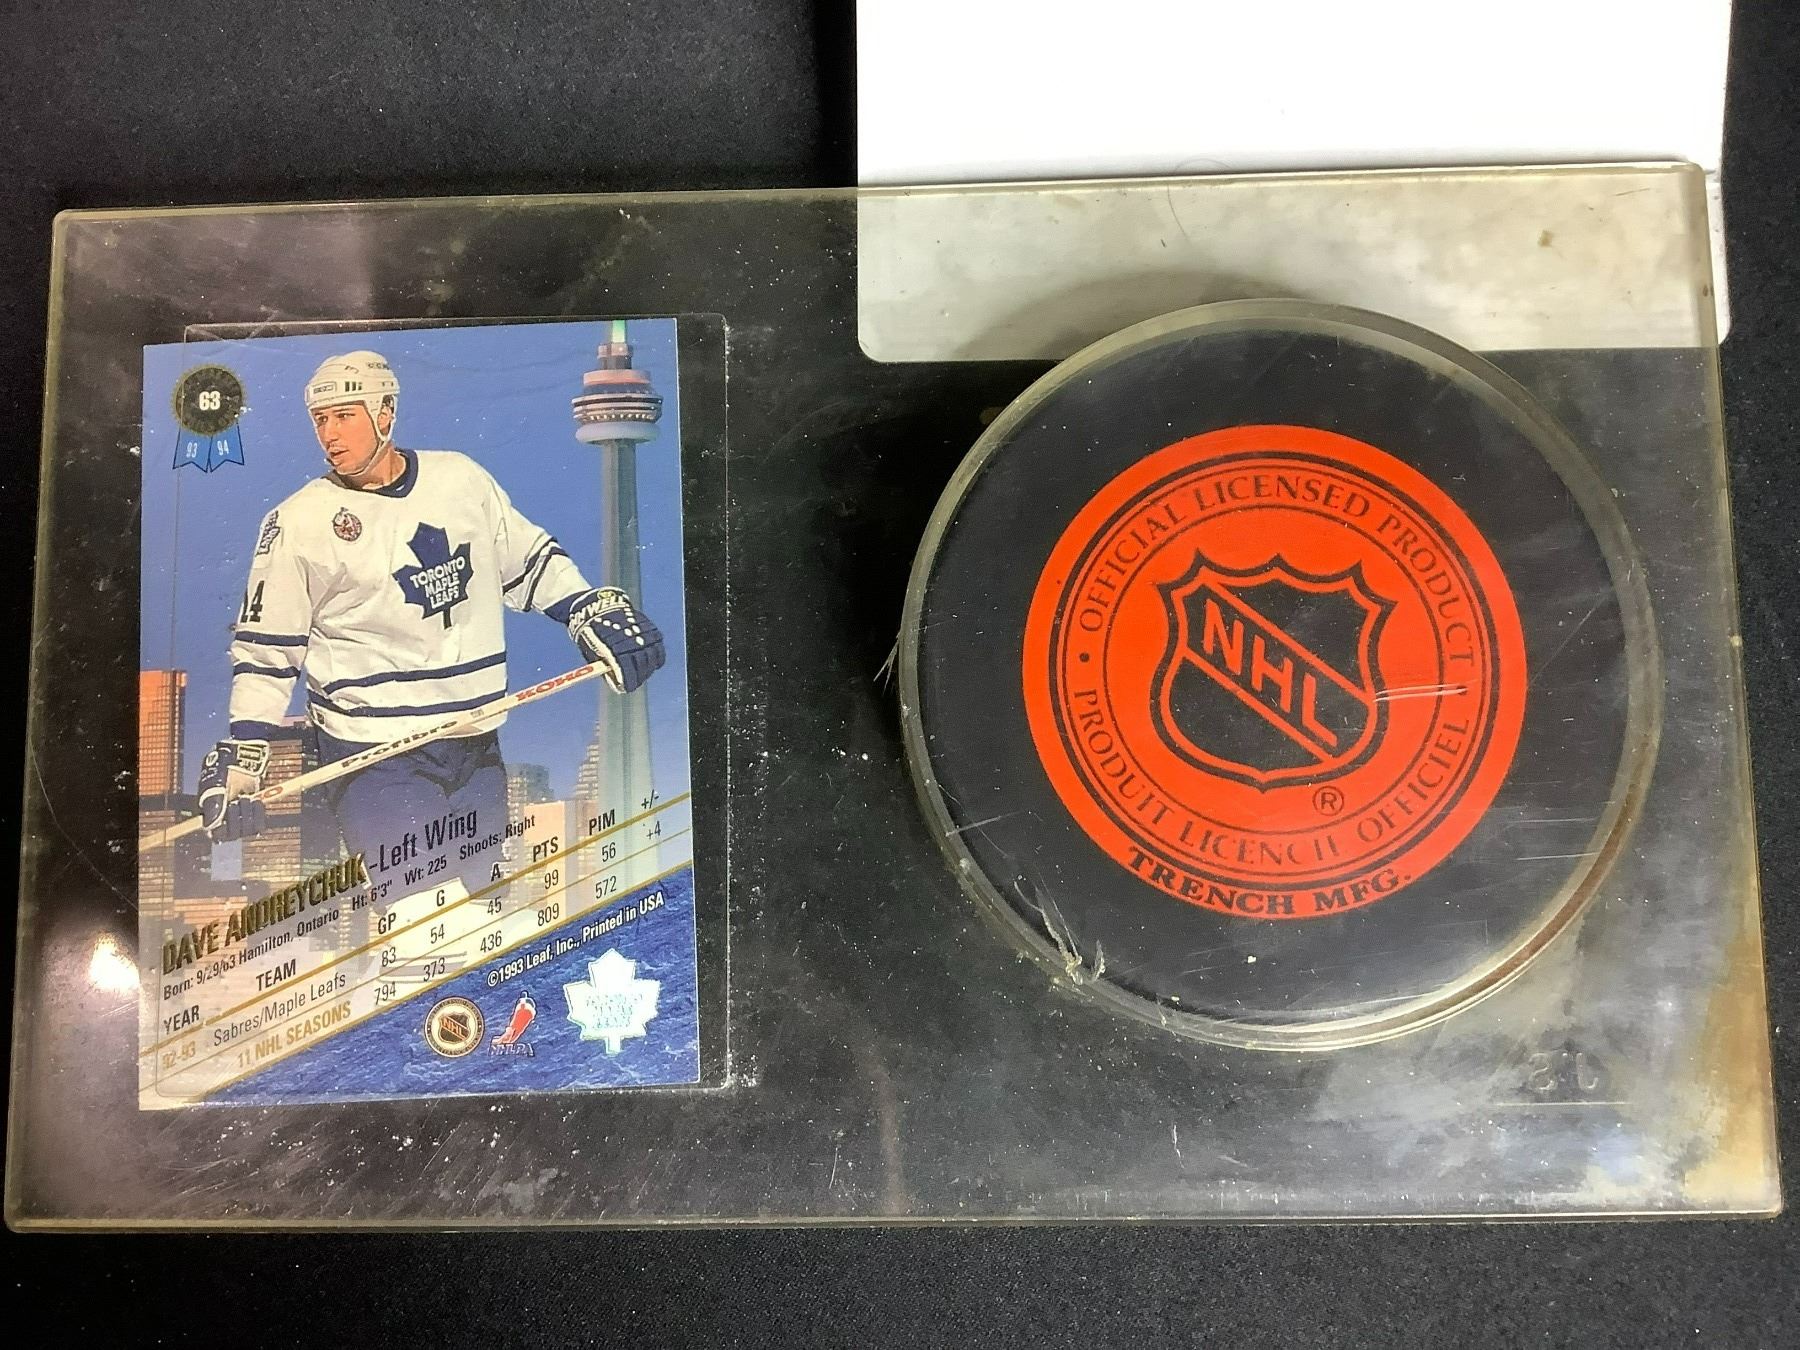 63
93 94
TORONTO
MAPLE
LEAFS
KOHO
Profibre
DAVE ANDREYCHUK-Left Wing
Born: 9/29/63 Hamilton, Ontario Ht: 6'3" Wt: 225 Shoots: Right
YEAR TEAM GP G A PTS PIM +/-
92-93 Sabres/Maple Leafs 83 54 45 99 56 +4
11 NHL SEASONS 794 373 436 809 572
©1993 Leaf, Inc., Printed in USA
NHL
NHLPA
• OFFICIAL LICENSED PRODUCT
NHL
®
PRODUIT LICENCIÉ OFFICIEL
TRENCH MFG.